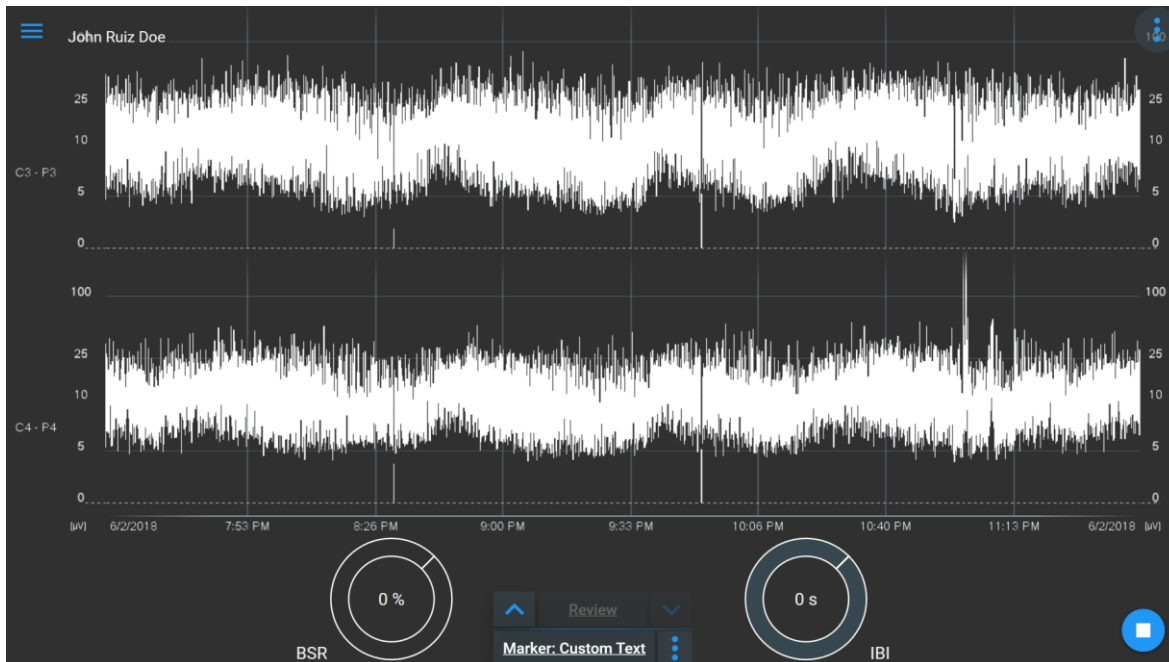 John Ruiz Doe
100
25 25
10 10
C3 - P3
5 5
0 0
100 100
25 25
10 10
C4 - P4
5 5
0 0
[µV] 6/2/2018 7:53 PM 8:26 PM 9:00 PM 9:33 PM 10:06 PM 10:40 PM 11:13 PM 6/2/2018 [µV]
0 % 0 s
Review
BSR Marker: Custom Text IBI